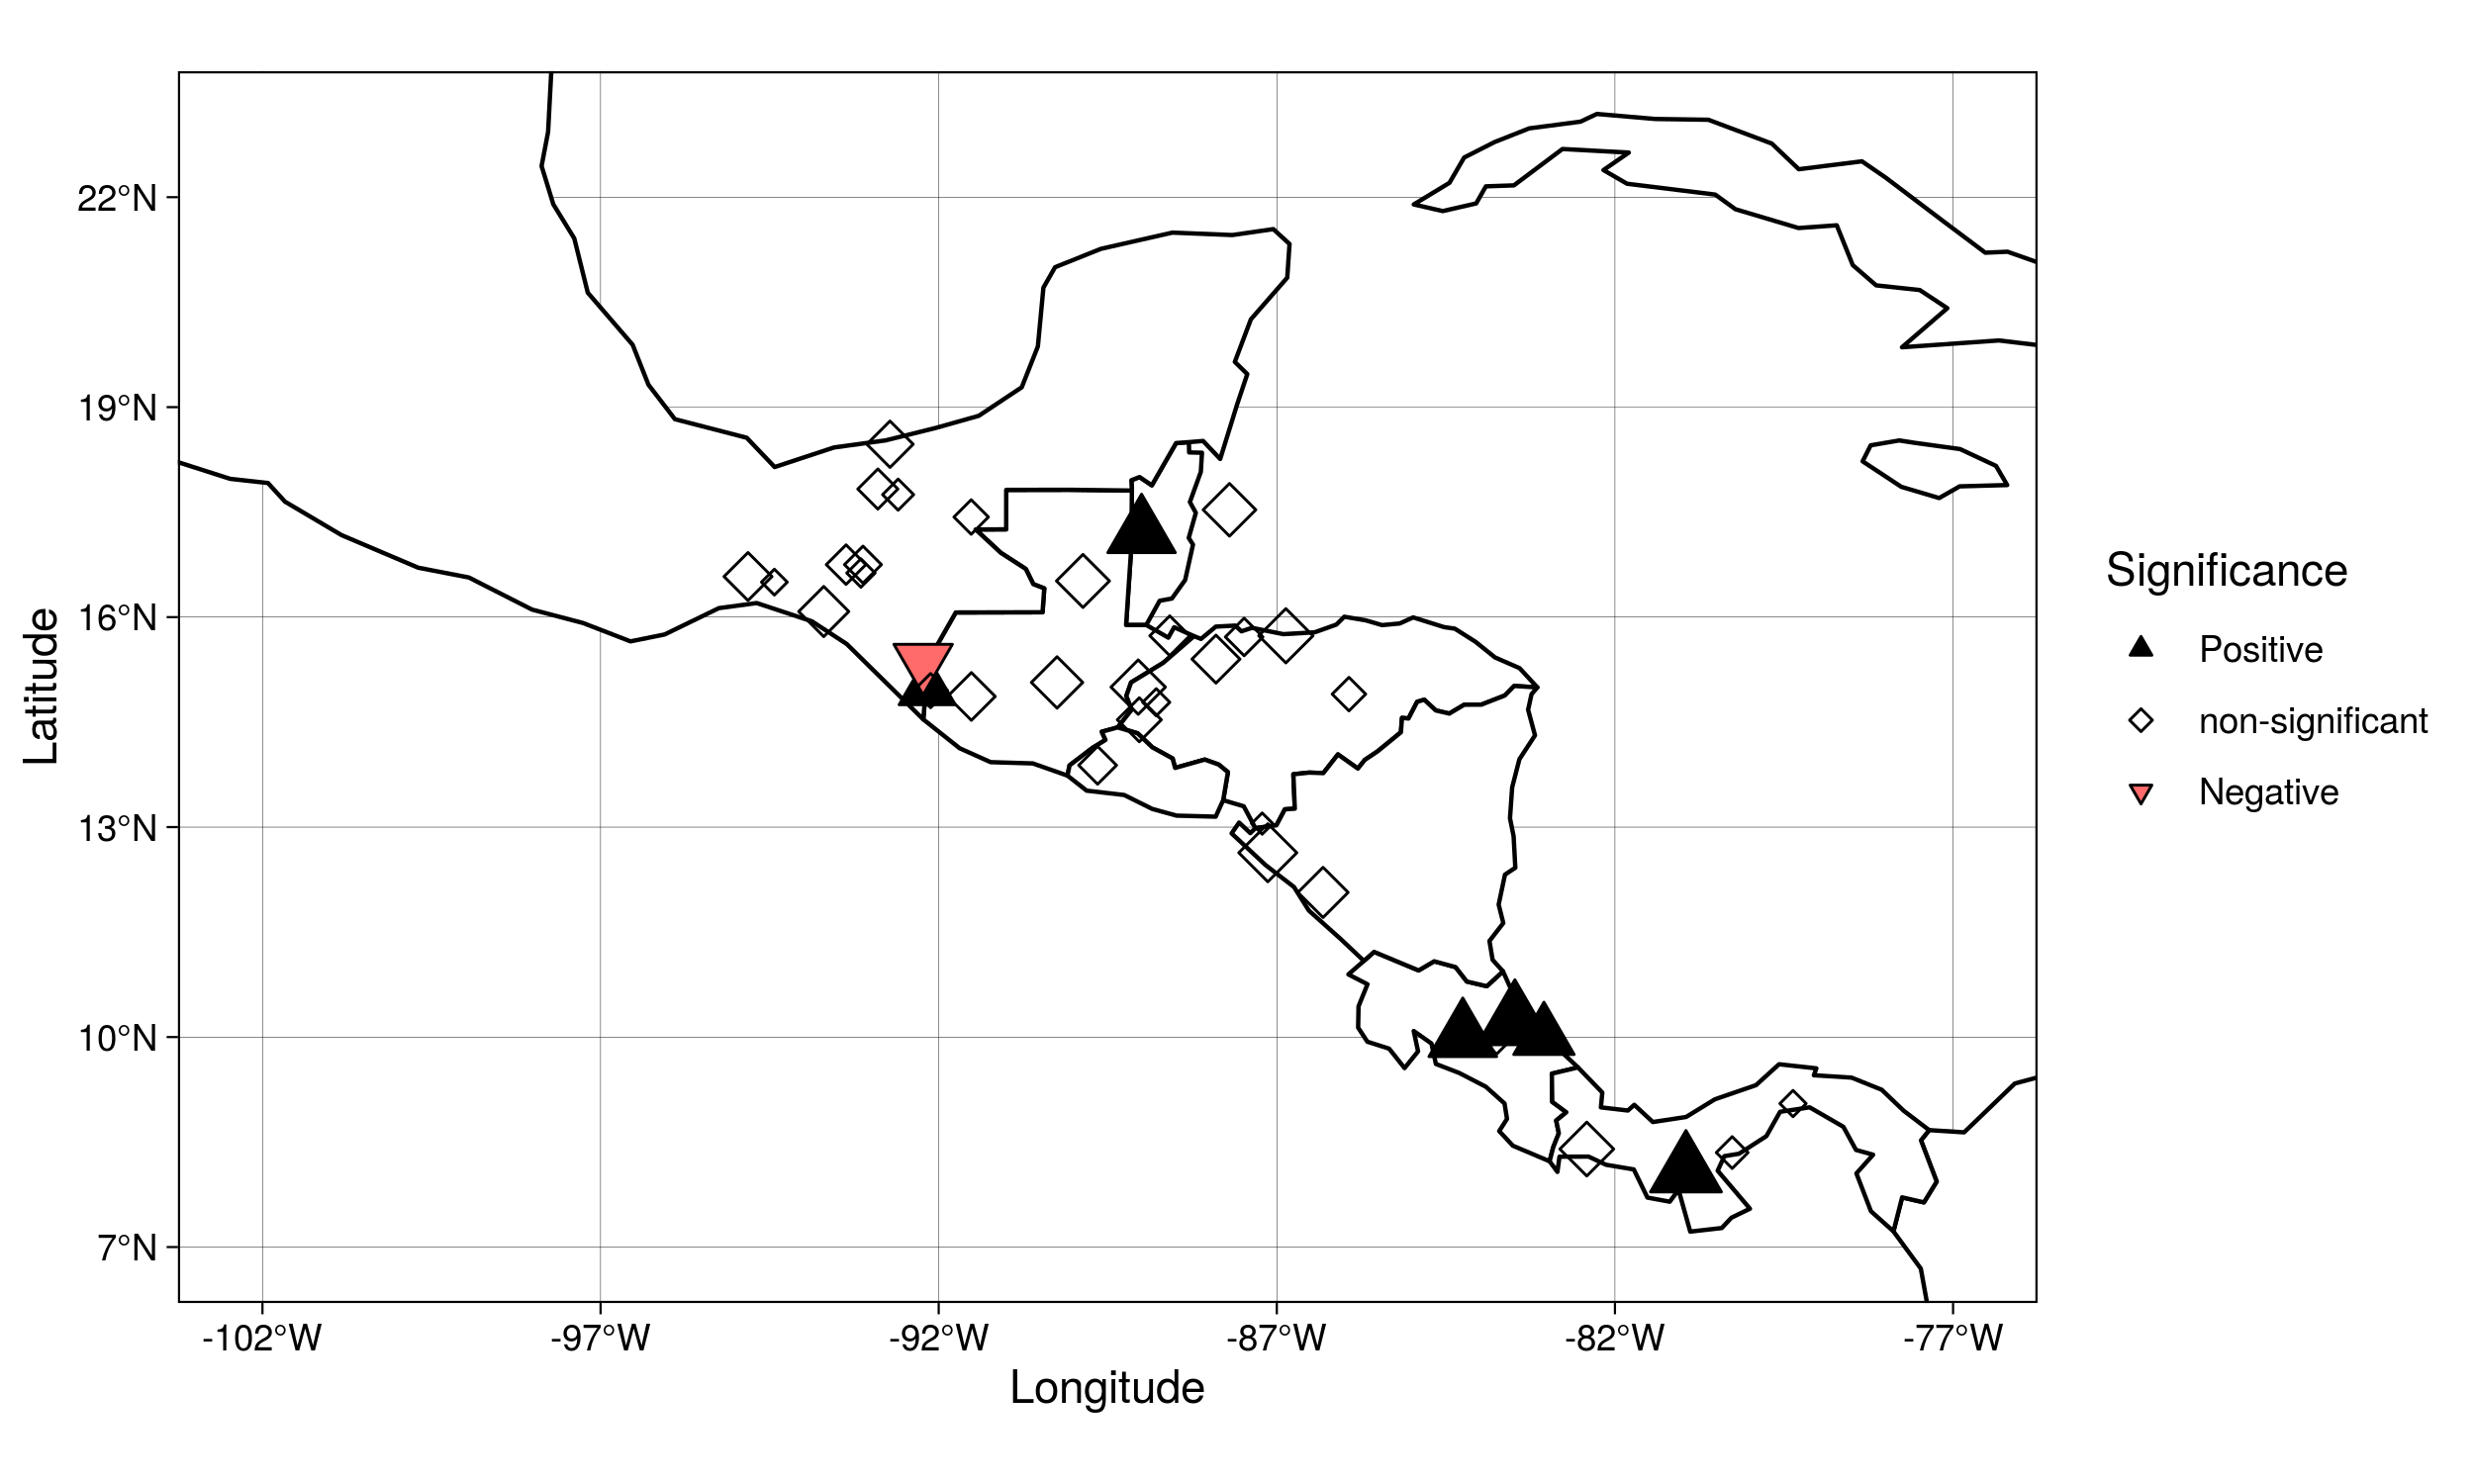 22°N
19°N
16°N
13°N
10°N
7°N
Latitude
-102°W
-97°W
-92°W
-87°W
-82°W
-77°W
Longitude
Significance
Positive
non-significant
Negative